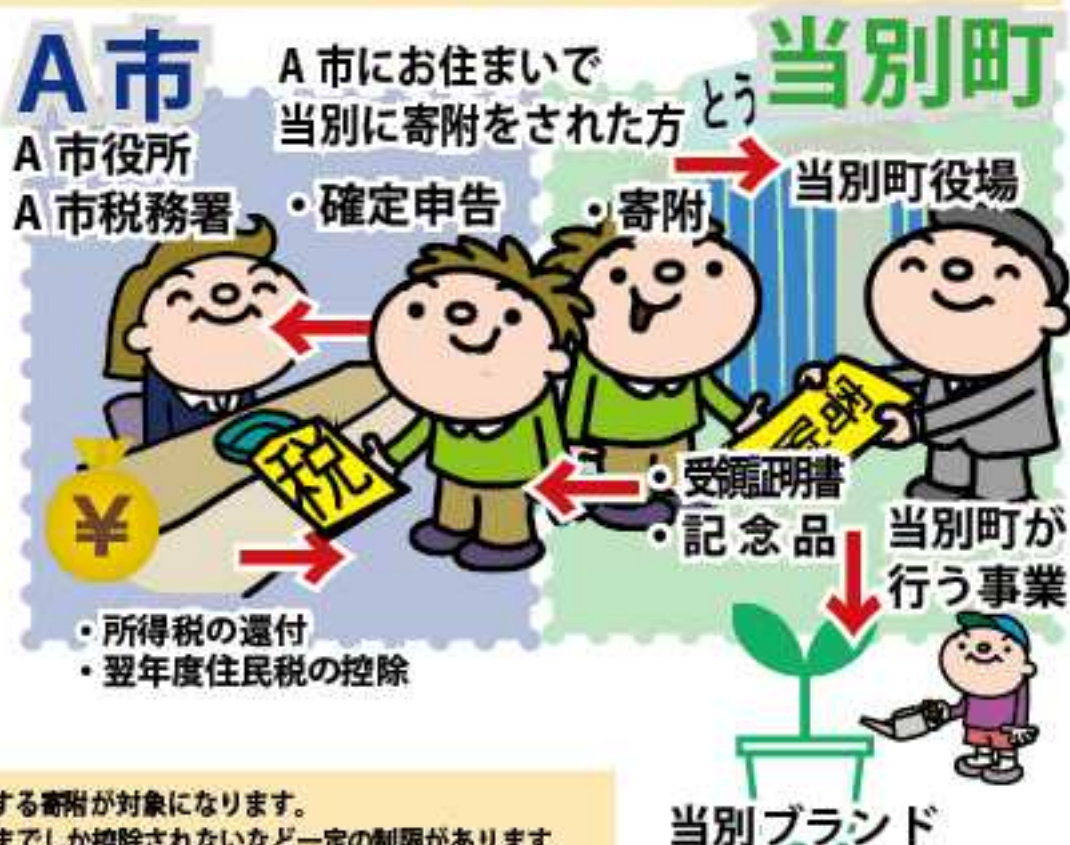 A市
A 市役所
A 市税務署
A 市にお住まいで
当別に寄附をされた方
・確定申告
とう
当別町
・寄附
当別町役場
税
¥
・受領証明書
・記念品
当別町が
行う事業
・所得税の還付
・翌年度住民税の控除
する寄附が対象になります。
までしか控除されないなど一定の制限があります
当別ブランド